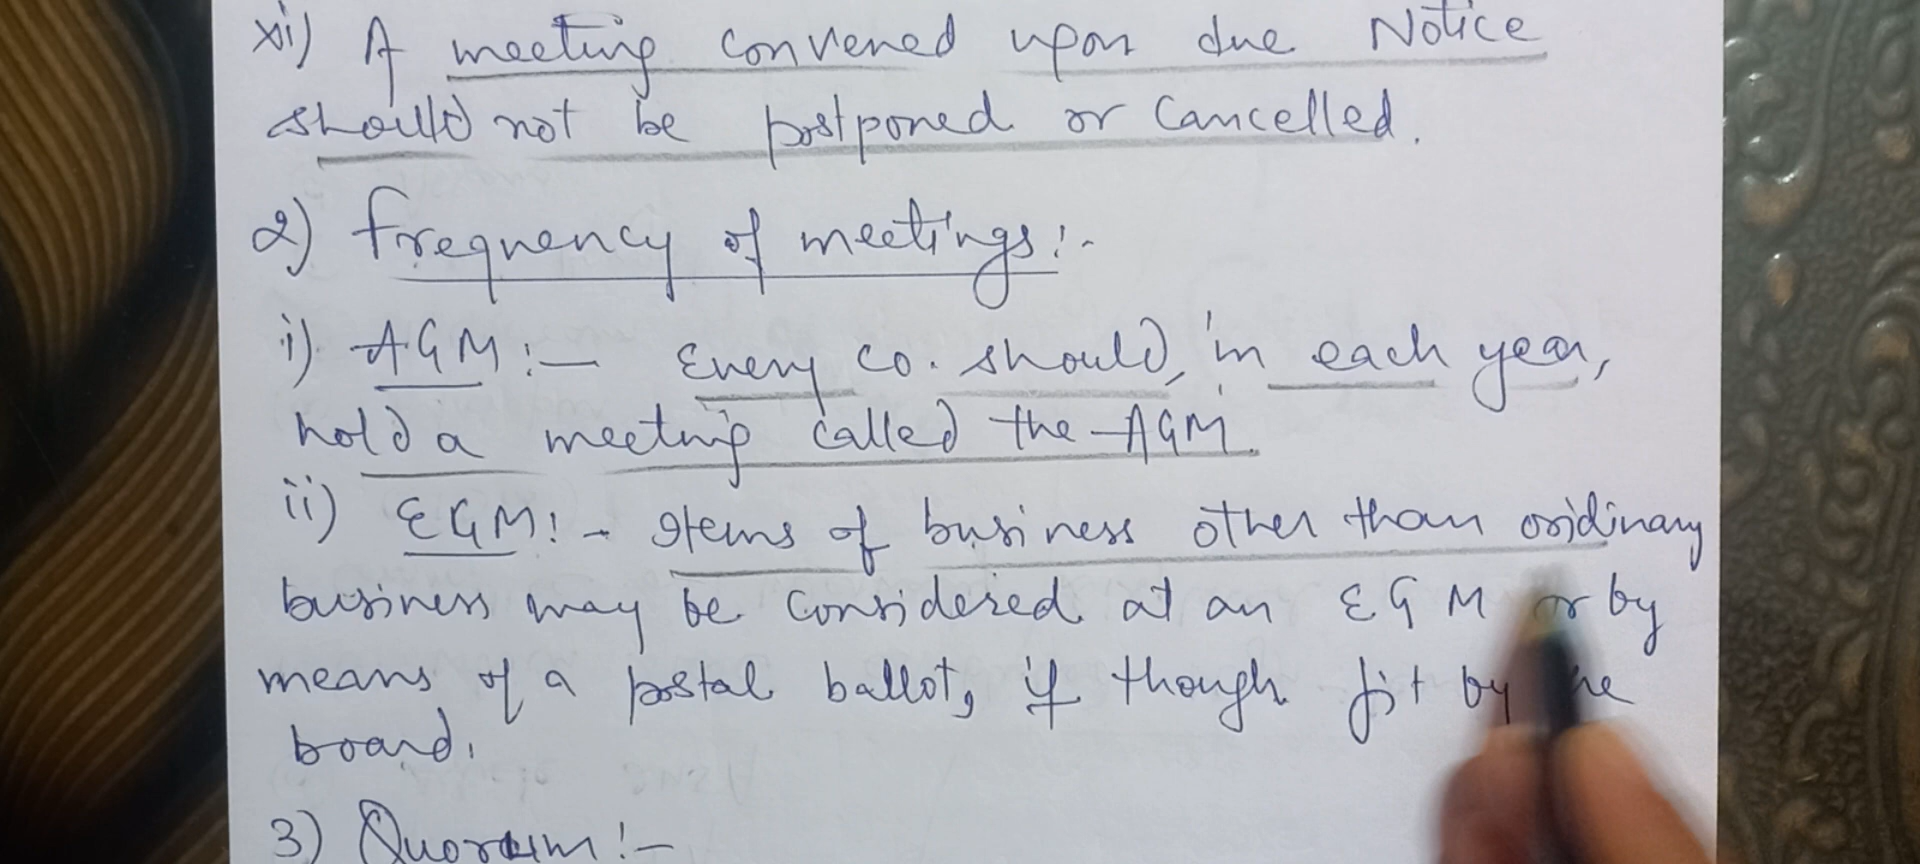 xi) A meeting convened upon due Notice
should not be postponed or Cancelled.
2) Frequency of meetings:-
i) AGM:- Every co. should, in each year,
hold a meeting called the AGM.
ii) EGM:- Items of business other than ordinary
business may be considered at an EGM or by
means of a postal ballot, if though fit by
board.
3) Quorum:-